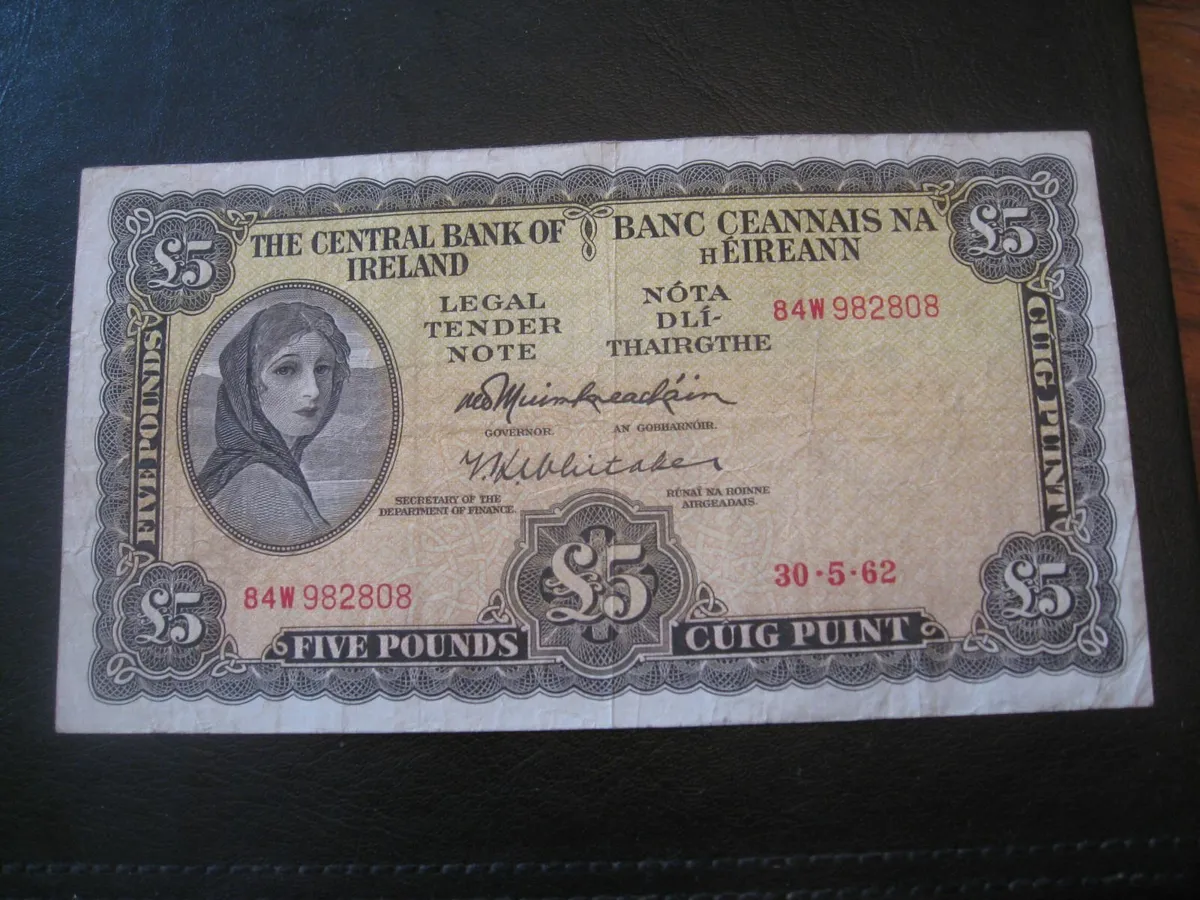 £5
£5
THE CENTRAL BANK OF
IRELAND
BANC CEANNAIS NA
hÉIREANN
LEGAL
TENDER
NOTE
NÓTA
DLÍ-
THAIRGTHE
84W 982808
FIVE POUNDS
CÚIG PUINT
GOVERNOR.
AN GOBHARNÓIR.
T.K. Whitaker
SECRETARY OF THE
DEPARTMENT OF FINANCE.
RÚNAÍ NA ROINNE
AIRGEADAIS.
84W 982808
£5
30·5·62
£5
FIVE POUNDS
CÚIG PUINT
£5